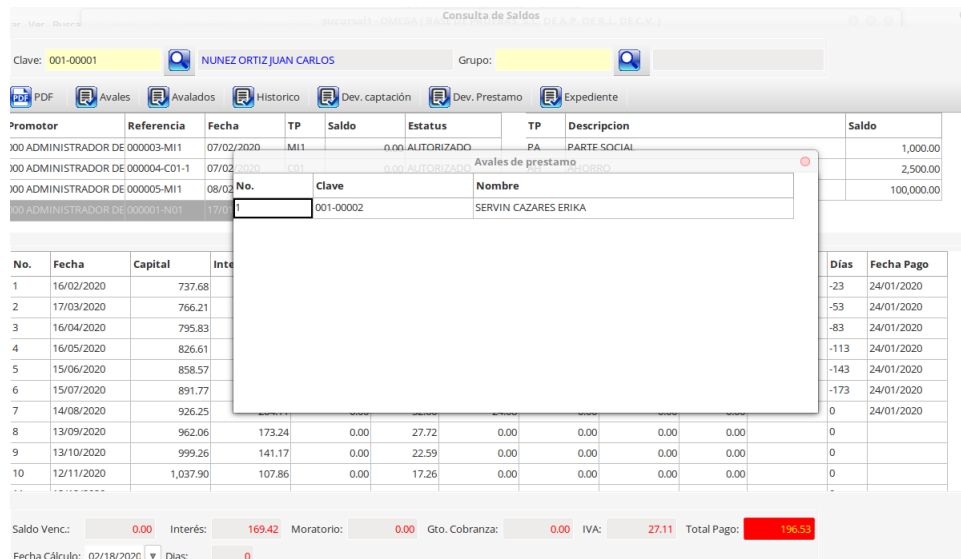 Consulta de Saldos
Clave: 001-00001 NUNEZ ORTIZ JUAN CARLOS Grupo:
PDF Avales Avalados Historico Dev. captación Dev. Prestamo Expediente
Promotor Referencia Fecha TP Saldo Estatus TP Descripcion Saldo
000 ADMINISTRADOR DE 000003-MI1 07/02/2020 MI1 0.00 AUTORIZADO PA PARTE SOCIAL 1,000.00
000 ADMINISTRADOR DE 000004-C01-1 07/02/2020 C01 0.00 AUTORIZADO AH AHORRO 2,500.00
000 ADMINISTRADOR DE 000005-MI1 08/02 100,000.00
000 ADMINISTRADOR DE 000001-N01 17/0
Avales de prestamo
No. Clave Nombre
1 001-00002 SERVIN CAZARES ERIKA
No. Fecha Capital Inte Días Fecha Pago
1 16/02/2020 737.68 -23 24/01/2020
2 17/03/2020 766.21 -53 24/01/2020
3 16/04/2020 795.83 -83 24/01/2020
4 16/05/2020 826.61 -113 24/01/2020
5 15/06/2020 858.57 -143 24/01/2020
6 15/07/2020 891.77 -173 24/01/2020
7 14/08/2020 926.25 0 24/01/2020
8 13/09/2020 962.06 173.24 0.00 27.72 0.00 0.00 0.00 0.00 0
9 13/10/2020 999.26 141.17 0.00 22.59 0.00 0.00 0.00 0.00 0
10 12/11/2020 1,037.90 107.86 0.00 17.26 0.00 0.00 0.00 0.00 0
Saldo Venc.: 0.00 Interés: 169.42 Moratorio: 0.00 Gto. Cobranza: 0.00 IVA: 27.11 Total Pago: 196.53
Fecha Cálculo: 02/18/2020 Dias: 0